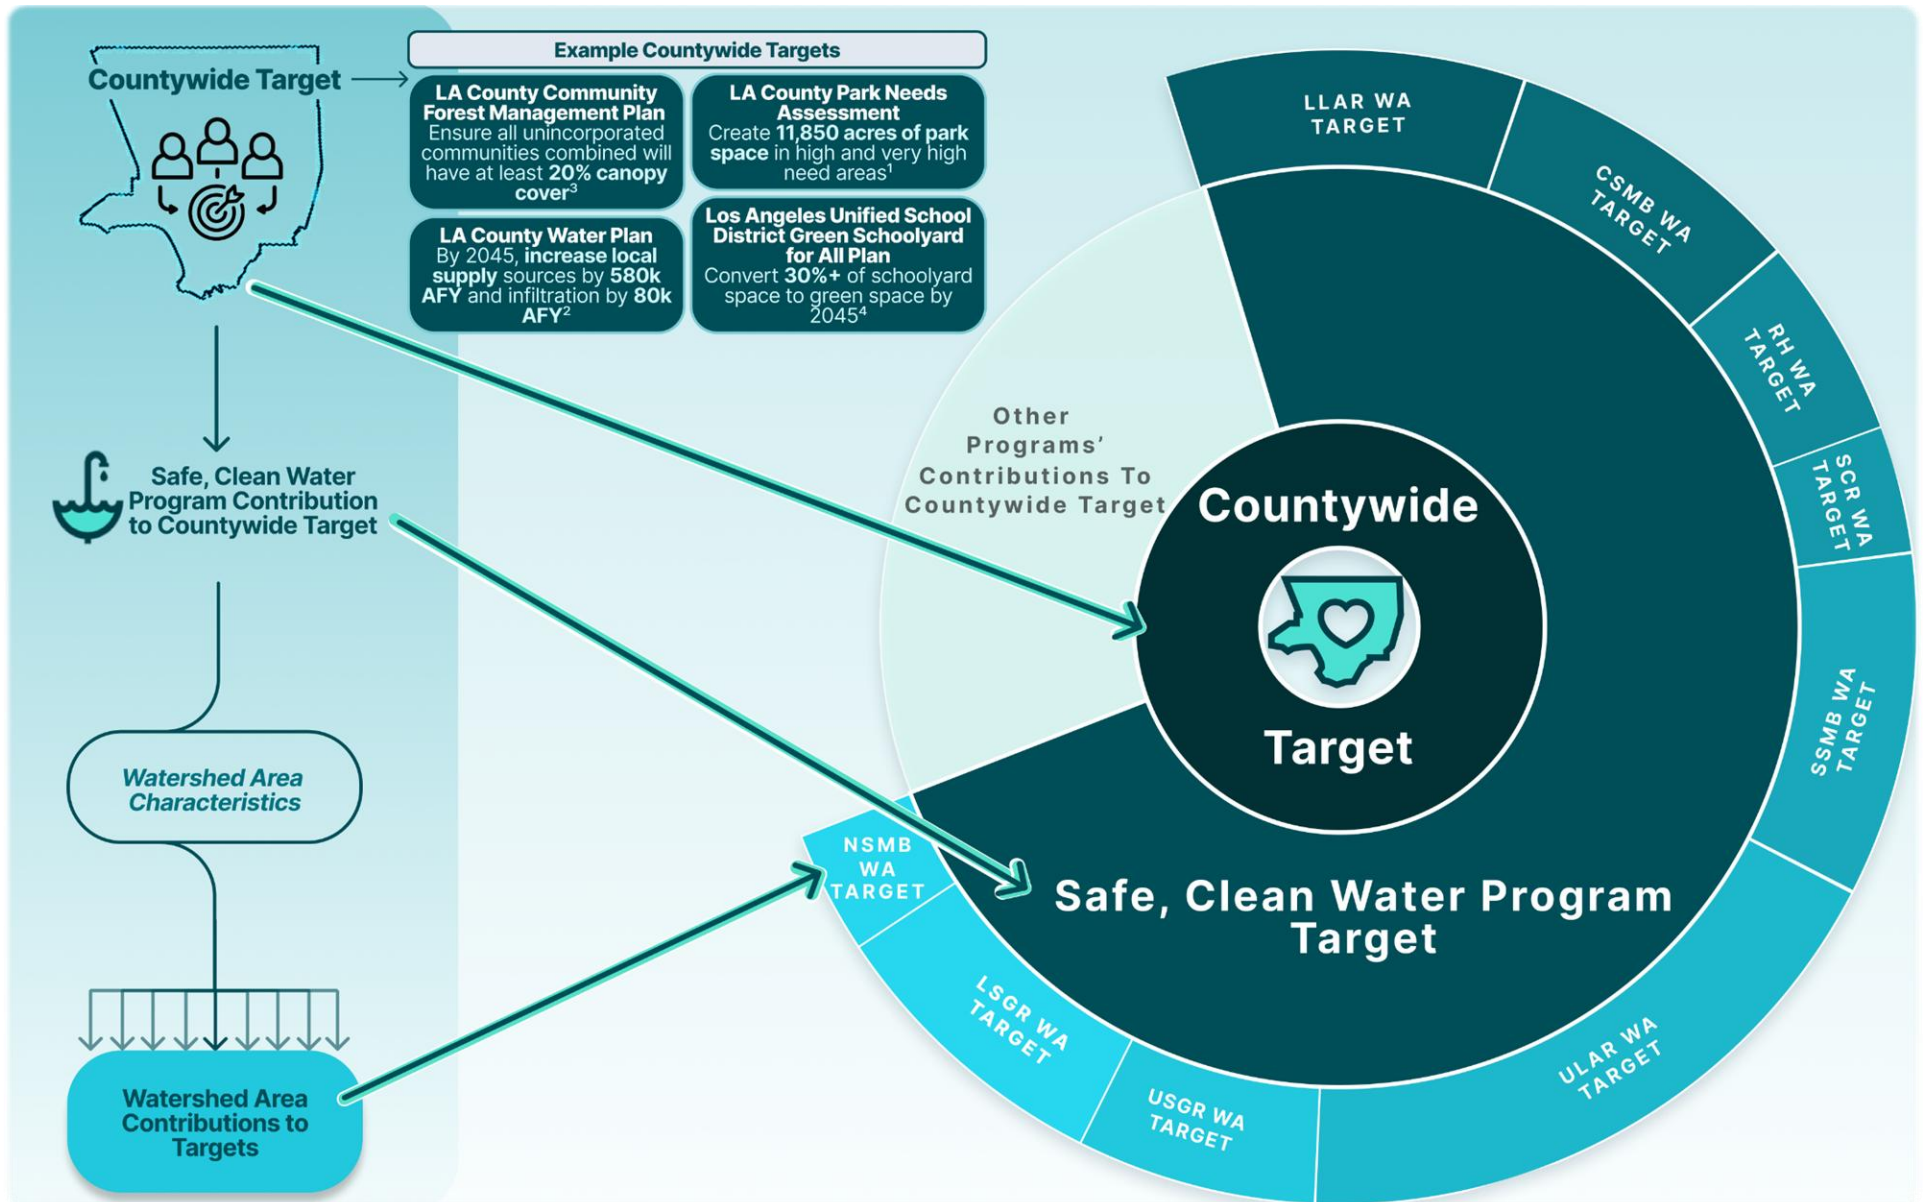 Countywide Target
Example Countywide Targets
LA County Community
Forest Management Plan
Ensure all unincorporated
communities combined will
have at least 20% canopy
cover³
LA County Park Needs
Assessment
Create 11,850 acres of park
space in high and very high
need areas¹
LA County Water Plan
By 2045, increase local
supply sources by 580k
AFY and infiltration by 80k
AFY²
Los Angeles Unified School
District Green Schoolyard
for All Plan
Convert 30%+ of schoolyard
space to green space by
2045⁴
Safe, Clean Water
Program Contribution
to Countywide Target
Watershed Area
Characteristics
Watershed Area
Contributions to
Targets
Other
Programs’
Contributions To
Countywide Target
Countywide
Target
Safe, Clean Water Program
Target
LLAR WA
TARGET
CSMB WA
TARGET
RH WA
TARGET
SCR WA
TARGET
SSMB WA
TARGET
ULAR WA
TARGET
USGR WA
TARGET
LSGR WA
TARGET
NSMB
WA
TARGET